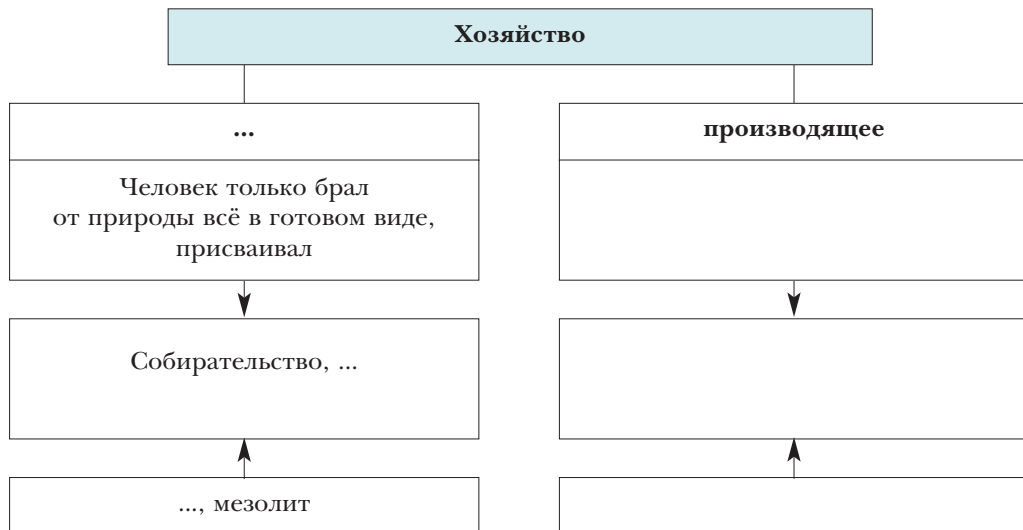 Хозяйство
...
производящее
Человек только брал
от природы всё в готовом виде,
присваивал
Собирательство, ...
..., мезолит